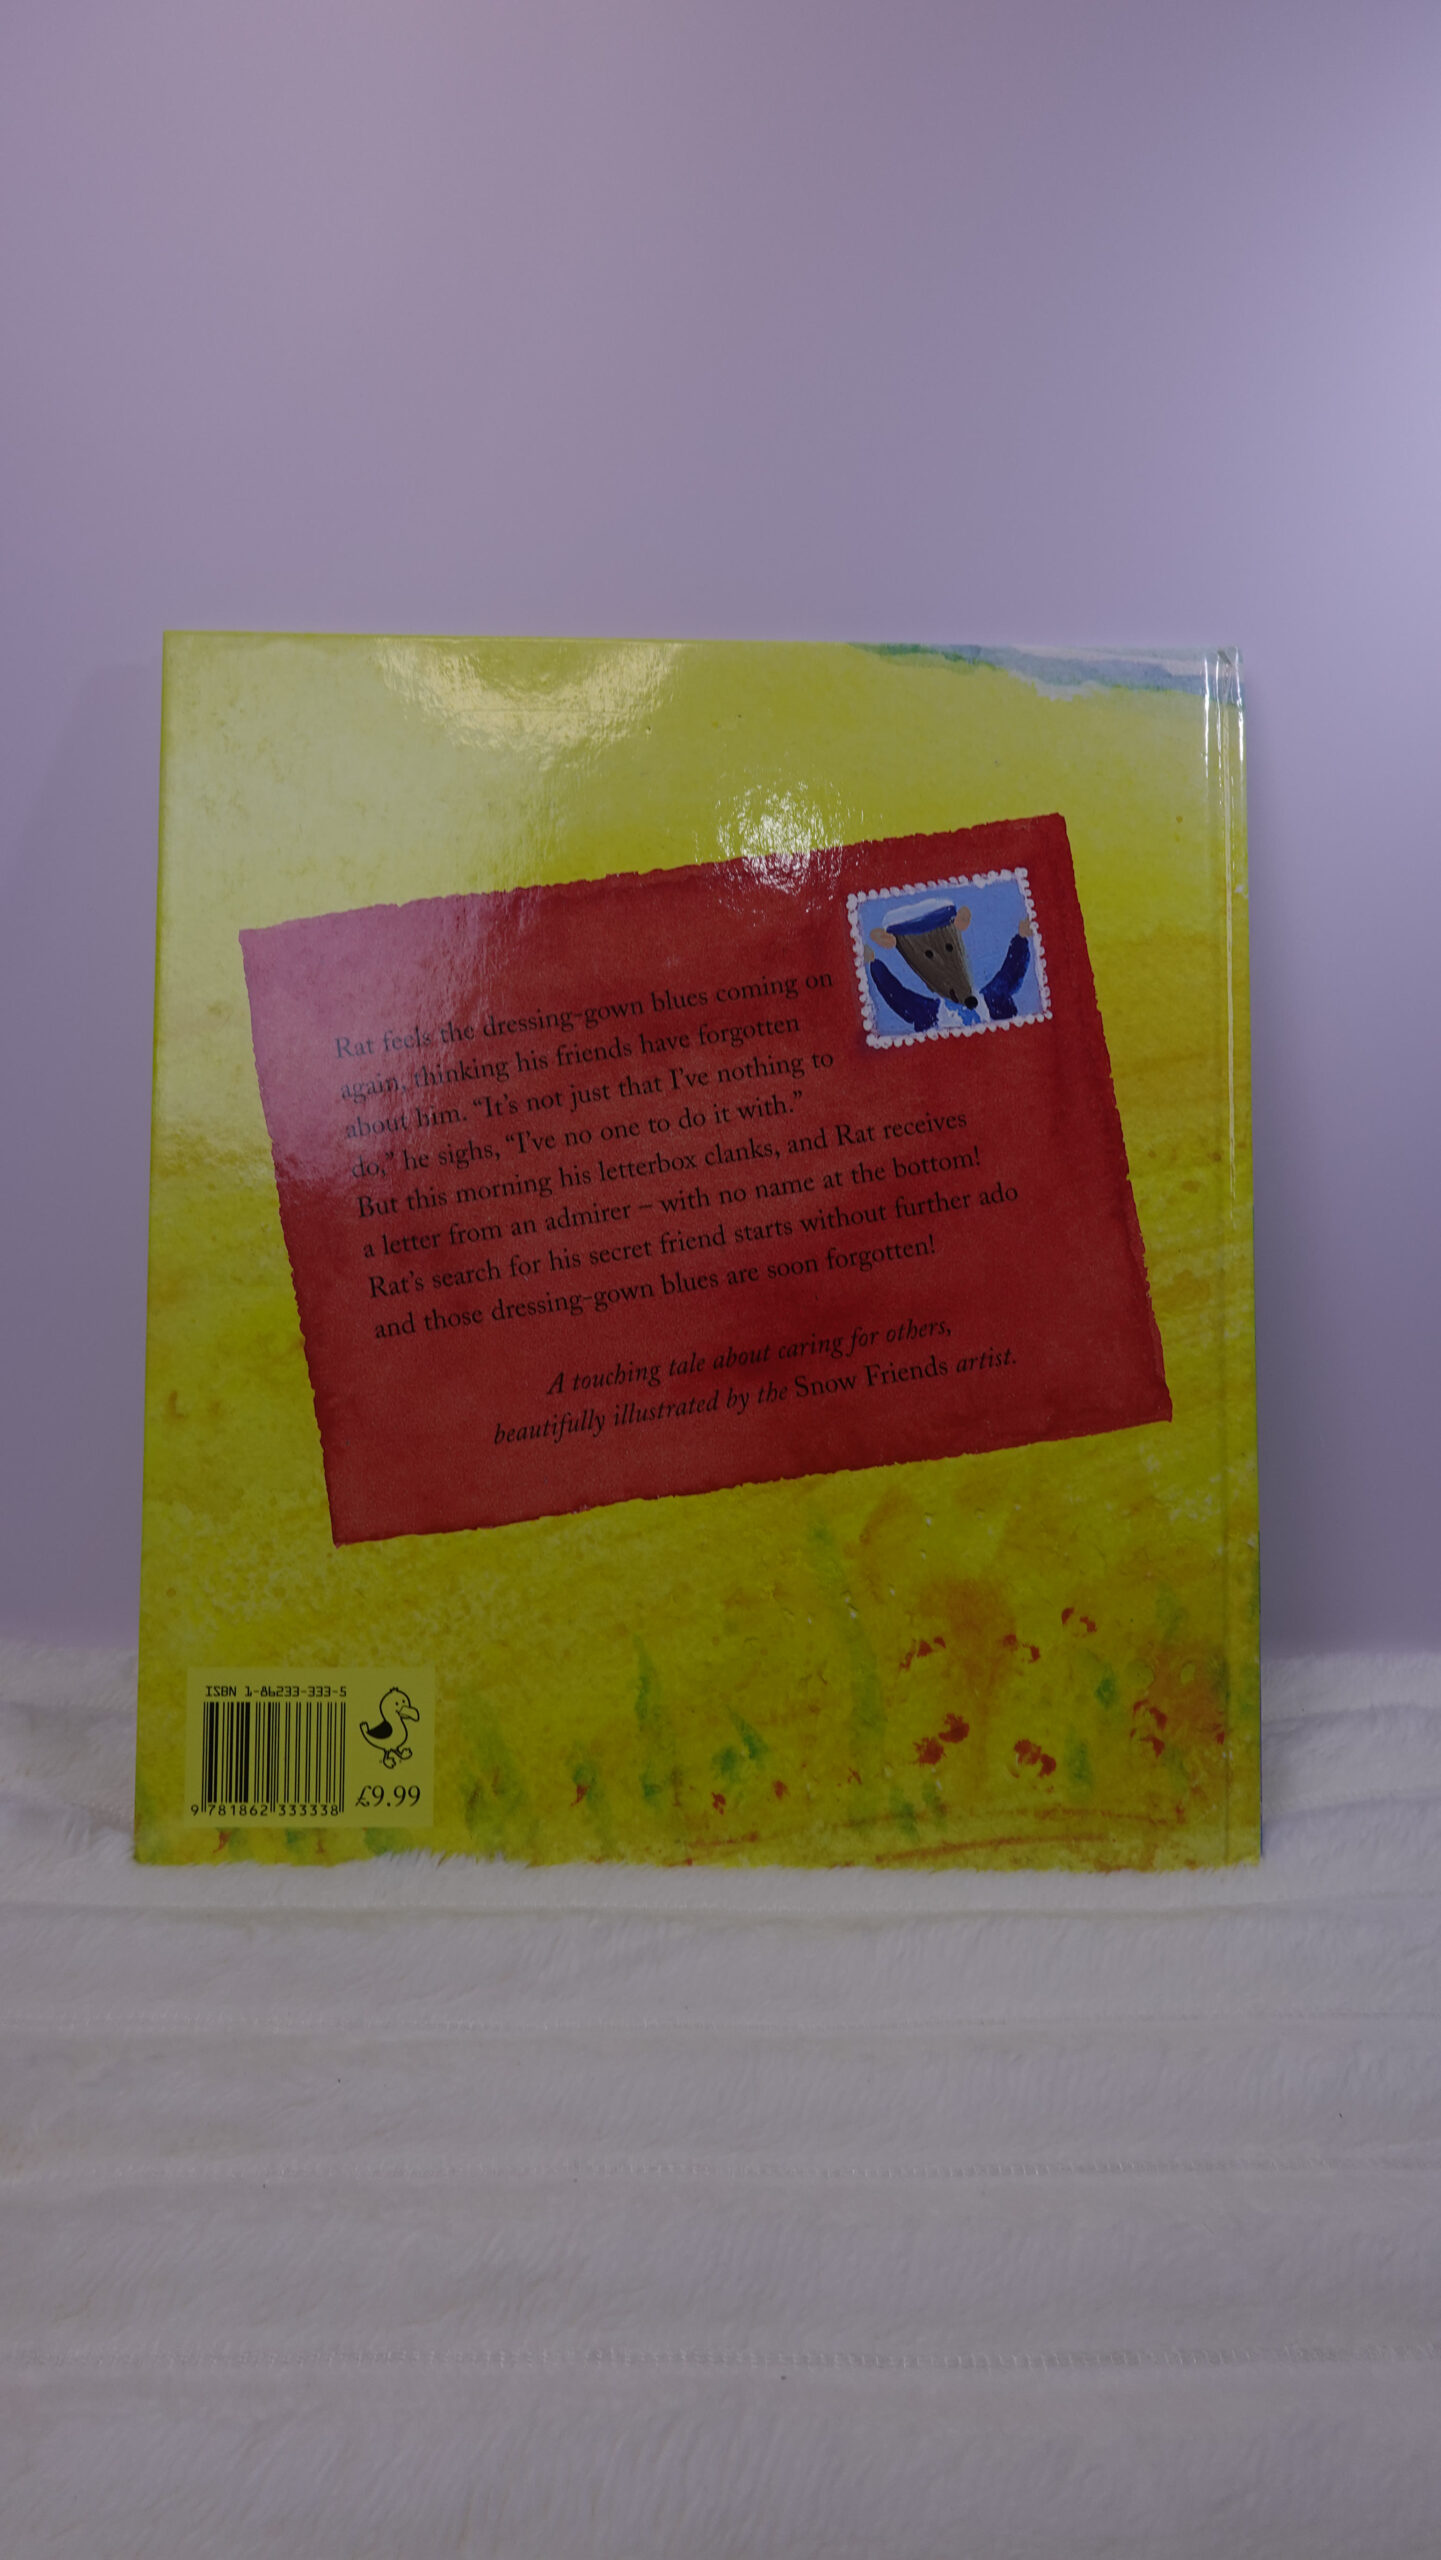 Rat feels the dressing-gown blues coming on
again, thinking his friends have forgotten
about him. “It’s not just that I’ve nothing to
do,” he sighs, “I’ve no one to do it with.”
But this morning his letterbox clanks, and Rat receives
a letter from an admirer – with no name at the bottom!
Rat’s search for his secret friend starts without further ado
and those dressing-gown blues are soon forgotten!
A touching tale about caring for others,
beautifully illustrated by the Snow Friends artist.
ISBN 1-86233-333-5
9 781862 333338
£9.99